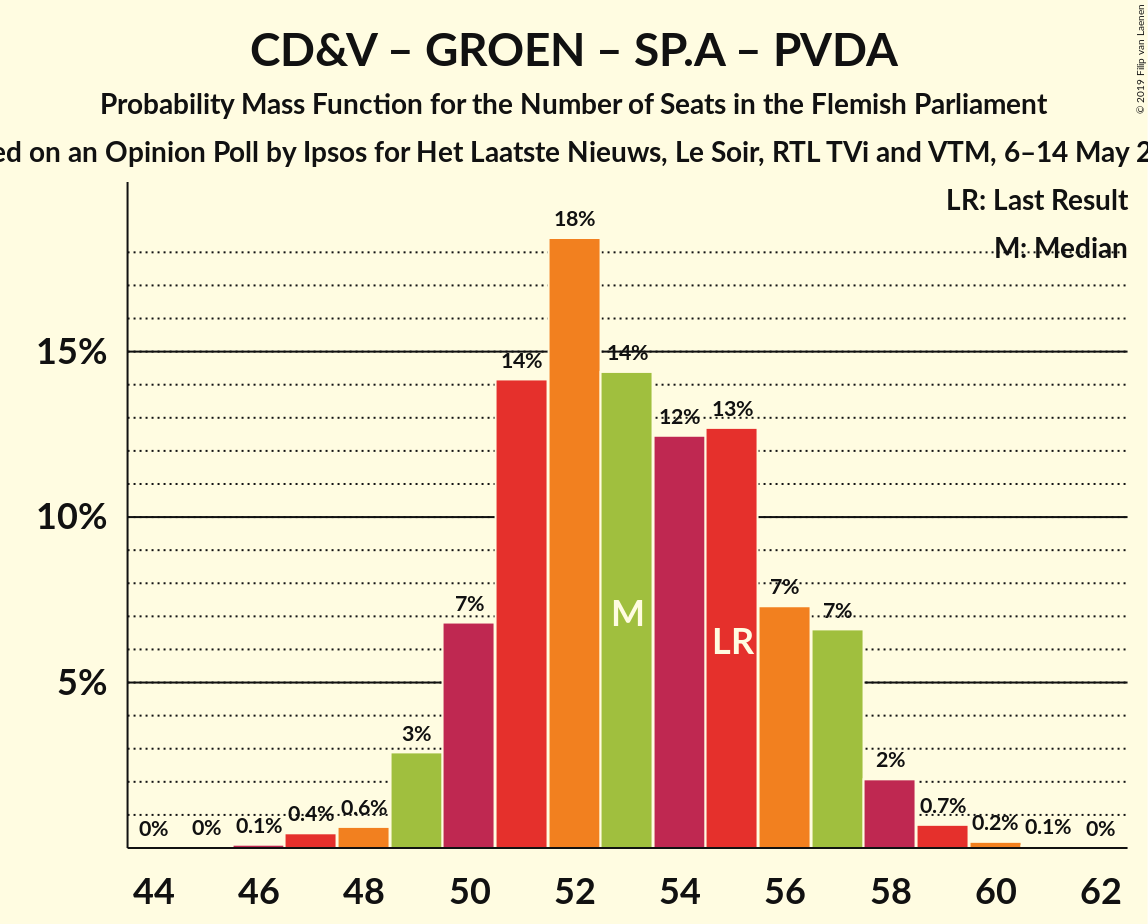 CD&V – GROEN – SP.A – PVDA
Probability Mass Function for the Number of Seats in the Flemish Parliament
on an Opinion Poll by Ipsos for Het Laatste Nieuws, Le Soir, RTL TVi and VTM, 6–14 May
© 2019 Filip van Laenen
LR: Last Result
M: Median
18%
15%
14%
14%
12%
13%
10%
7%
7%
7%
M
LR
5%
3%
2%
0%
0%
0.1%
0.4%
0.6%
0.7%
0.2%
0.1%
0%
44 46 48 50 52 54 56 58 60 62